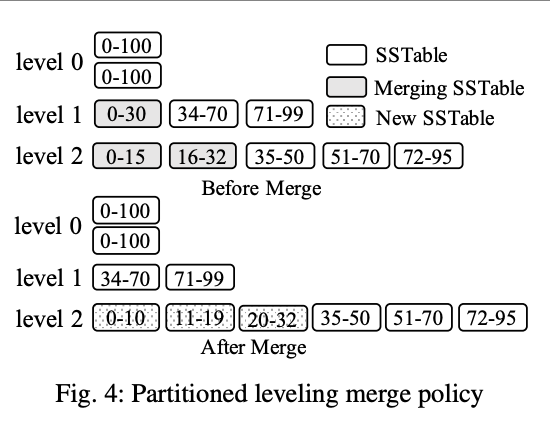 level 0
0-100
0-100
SSTable
Merging SSTable
New SSTable
level 1 0-30 34-70 71-99
level 2 0-15 16-32 35-50 51-70 72-95
Before Merge
level 0
0-100
0-100
level 1 34-70 71-99
level 2 0-10 11-19 20-32 35-50 51-70 72-95
After Merge
Fig. 4: Partitioned leveling merge policy